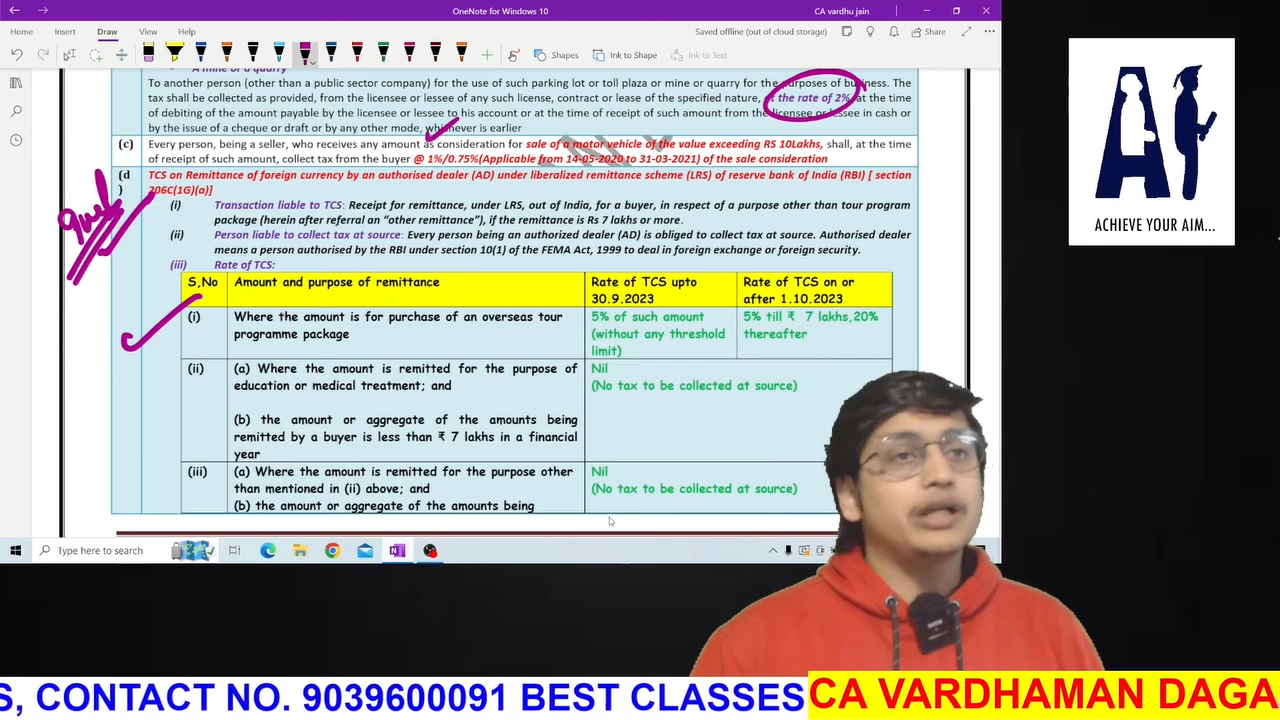 OneNote for Windows 10
CA vardhu jain
Home Insert Draw View Help
Saved offline (out of cloud storage) Share
Shapes Ink to Shape Ink to Text
A mine or a quarry
To another person (other than a public sector company) for the use of such parking lot or toll plaza or mine or quarry for the purposes of business. The
tax shall be collected as provided, from the licensee or lessee of any such license, contract or lease of the specified nature, at the rate of 2% at the time
of debiting of the amount payable by the licensee or lessee to his account or at the time of receipt of such amount from the licensee or lessee in cash or
by the issue of a cheque or draft or by any other mode, whichever is earlier
(c) Every person, being a seller, who receives any amount as consideration for sale of a motor vehicle of the value exceeding RS 10Lakhs, shall, at the
time of receipt of such amount, collect tax from the buyer @ 1%/0.75%(Applicable from 14-05-2020 to 31-03-2021) of the sale consideration
(d TCS on Remittance of foreign currency by an authorised dealer (AD) under liberalized remittance scheme (LRS) of reserve bank of India (RBI) [ section
) 206C(1G)(a)]
(i) Transaction liable to TCS: Receipt for remittance, under LRS, out of India, for a buyer, in respect of a purpose other than tour program
package (herein after referral an "other remittance"), if the remittance is Rs 7 lakhs or more.
(ii) Person liable to collect tax at source: Every person being an authorized dealer (AD) is obliged to collect tax at source. Authorised dealer
means a person authorised by the RBI under section 10(1) of the FEMA Act, 1999 to deal in foreign exchange or foreign security.
(iii) Rate of TCS:
S,No Amount and purpose of remittance Rate of TCS upto Rate of TCS on or
30.9.2023 after 1.10.2023
(i) Where the amount is for purchase of an overseas tour 5% of such amount 5% till ₹ 7 lakhs,20%
programme package (without any threshold thereafter
limit)
(ii) (a) Where the amount is remitted for the purpose of Nil
education or medical treatment; and (No tax to be collected at source)
(b) the amount or aggregate of the amounts being
remitted by a buyer is less than ₹ 7 lakhs in a financial
year
(iii) (a) Where the amount is remitted for the purpose other Nil
than mentioned in (ii) above; and (No tax to be collected at source)
(b) the amount or aggregate of the amounts being
Type here to search
AI
ACHIEVE YOUR AIM...
S, CONTACT NO. 9039600091 BEST CLASSES
CA VARDHAMAN DAGA